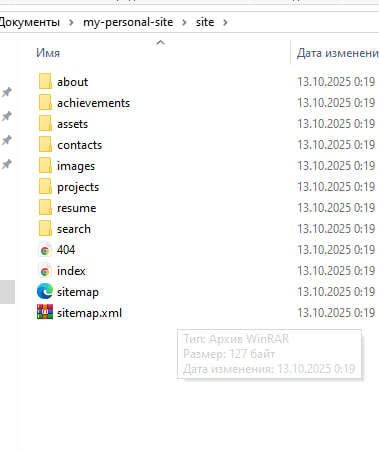 Документы > my-personal-site > site >
Имя
Дата изменени
about 13.10.2025 0:19
achievements 13.10.2025 0:19
assets 13.10.2025 0:19
contacts 13.10.2025 0:19
images 13.10.2025 0:19
projects 13.10.2025 0:19
resume 13.10.2025 0:19
search 13.10.2025 0:19
404 13.10.2025 0:19
index 13.10.2025 0:19
sitemap 13.10.2025 0:19
sitemap.xml 13.10.2025 0:19
Тип: Архив WinRAR
Размер: 127 байт
Дата изменения: 13.10.2025 0:19